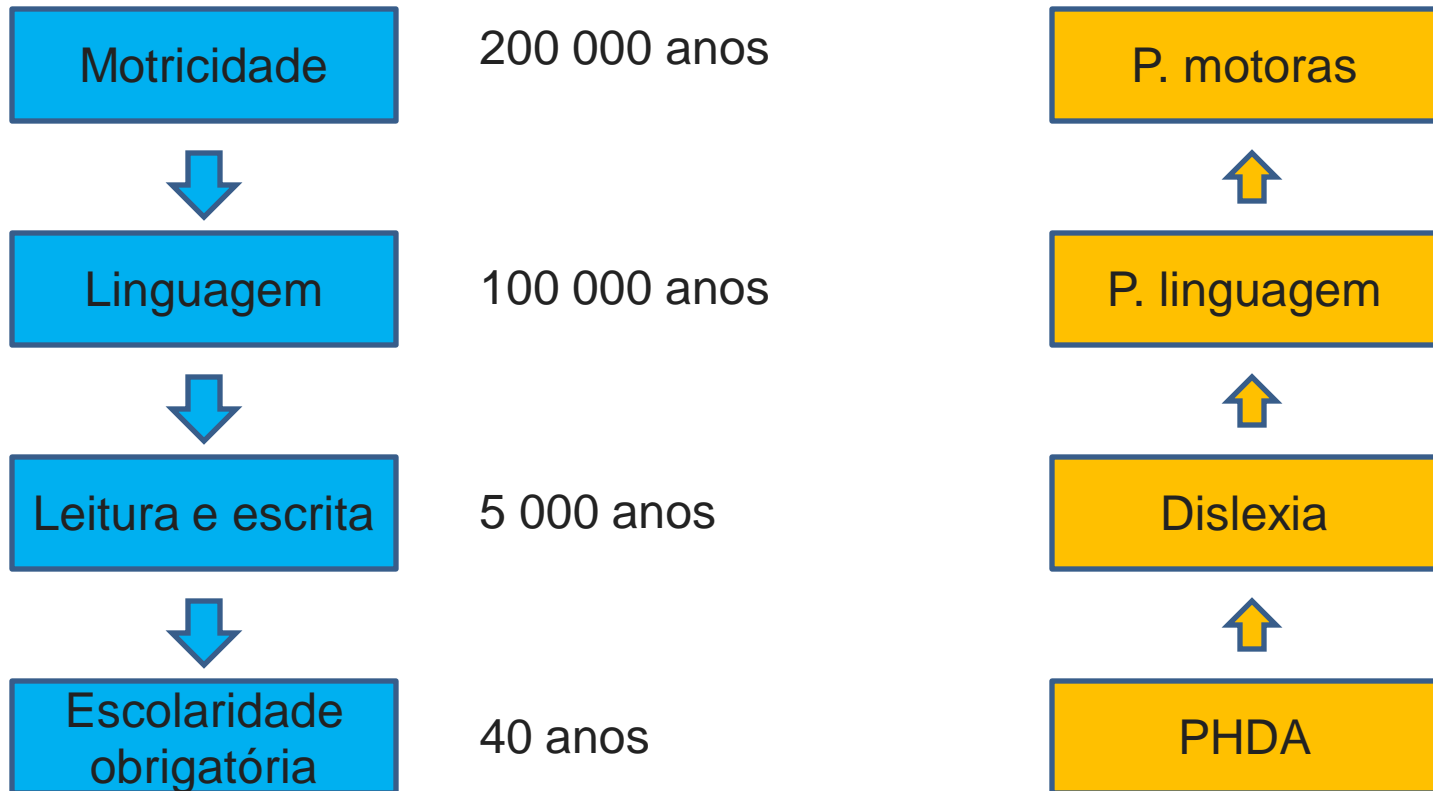 Motricidade
200 000 anos
P. motoras
Linguagem
100 000 anos
P. linguagem
Leitura e escrita
5 000 anos
Dislexia
Escolaridade
obrigatória
40 anos
PHDA